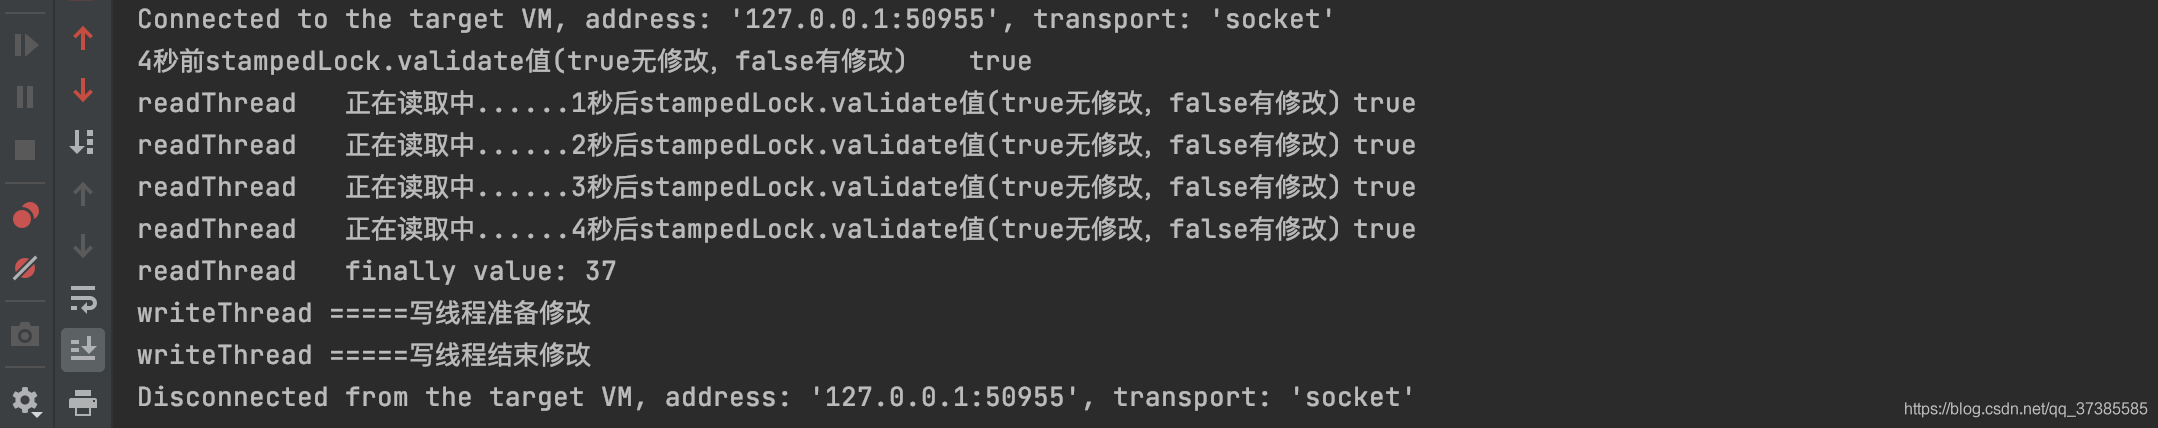 Connected to the target VM, address: '127.0.0.1:50955', transport: 'socket'
4秒前stampedLock.validate值(true无修改，false有修改)    true
readThread   正在读取中......1秒后stampedLock.validate值(true无修改，false有修改) true
readThread   正在读取中......2秒后stampedLock.validate值(true无修改，false有修改) true
readThread   正在读取中......3秒后stampedLock.validate值(true无修改，false有修改) true
readThread   正在读取中......4秒后stampedLock.validate值(true无修改，false有修改) true
readThread   finally value: 37
writeThread =====写线程准备修改
writeThread =====写线程结束修改
Disconnected from the target VM, address: '127.0.0.1:50955', transport: 'socket'
https://blog.csdn.net/qq_37385585